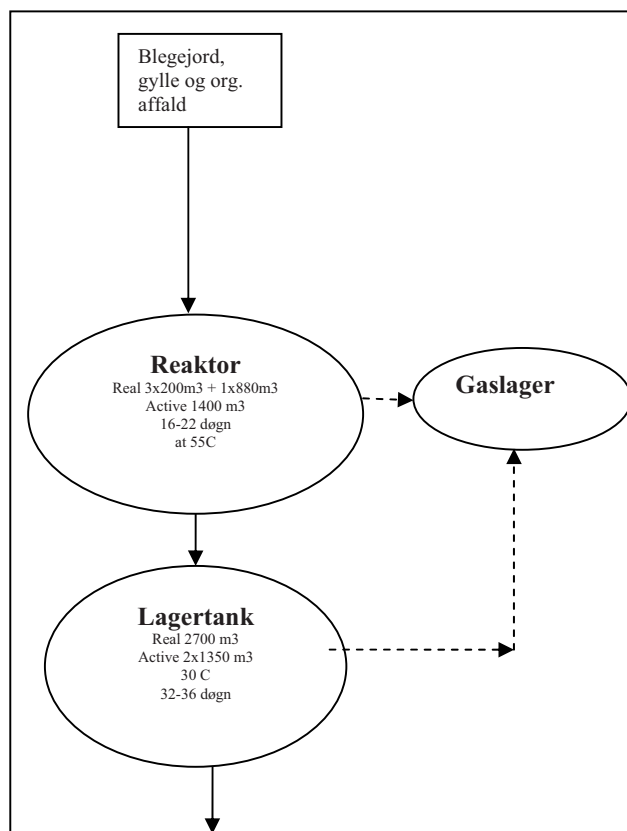 Blegejord,
gylle og org.
affald
Reaktor
Real 3x200m3 + 1x880m3
Active 1400 m3
16-22 døgn
at 55C
Gaslager
Lagertank
Real 2700 m3
Active 2x1350 m3
30 C
32-36 døgn